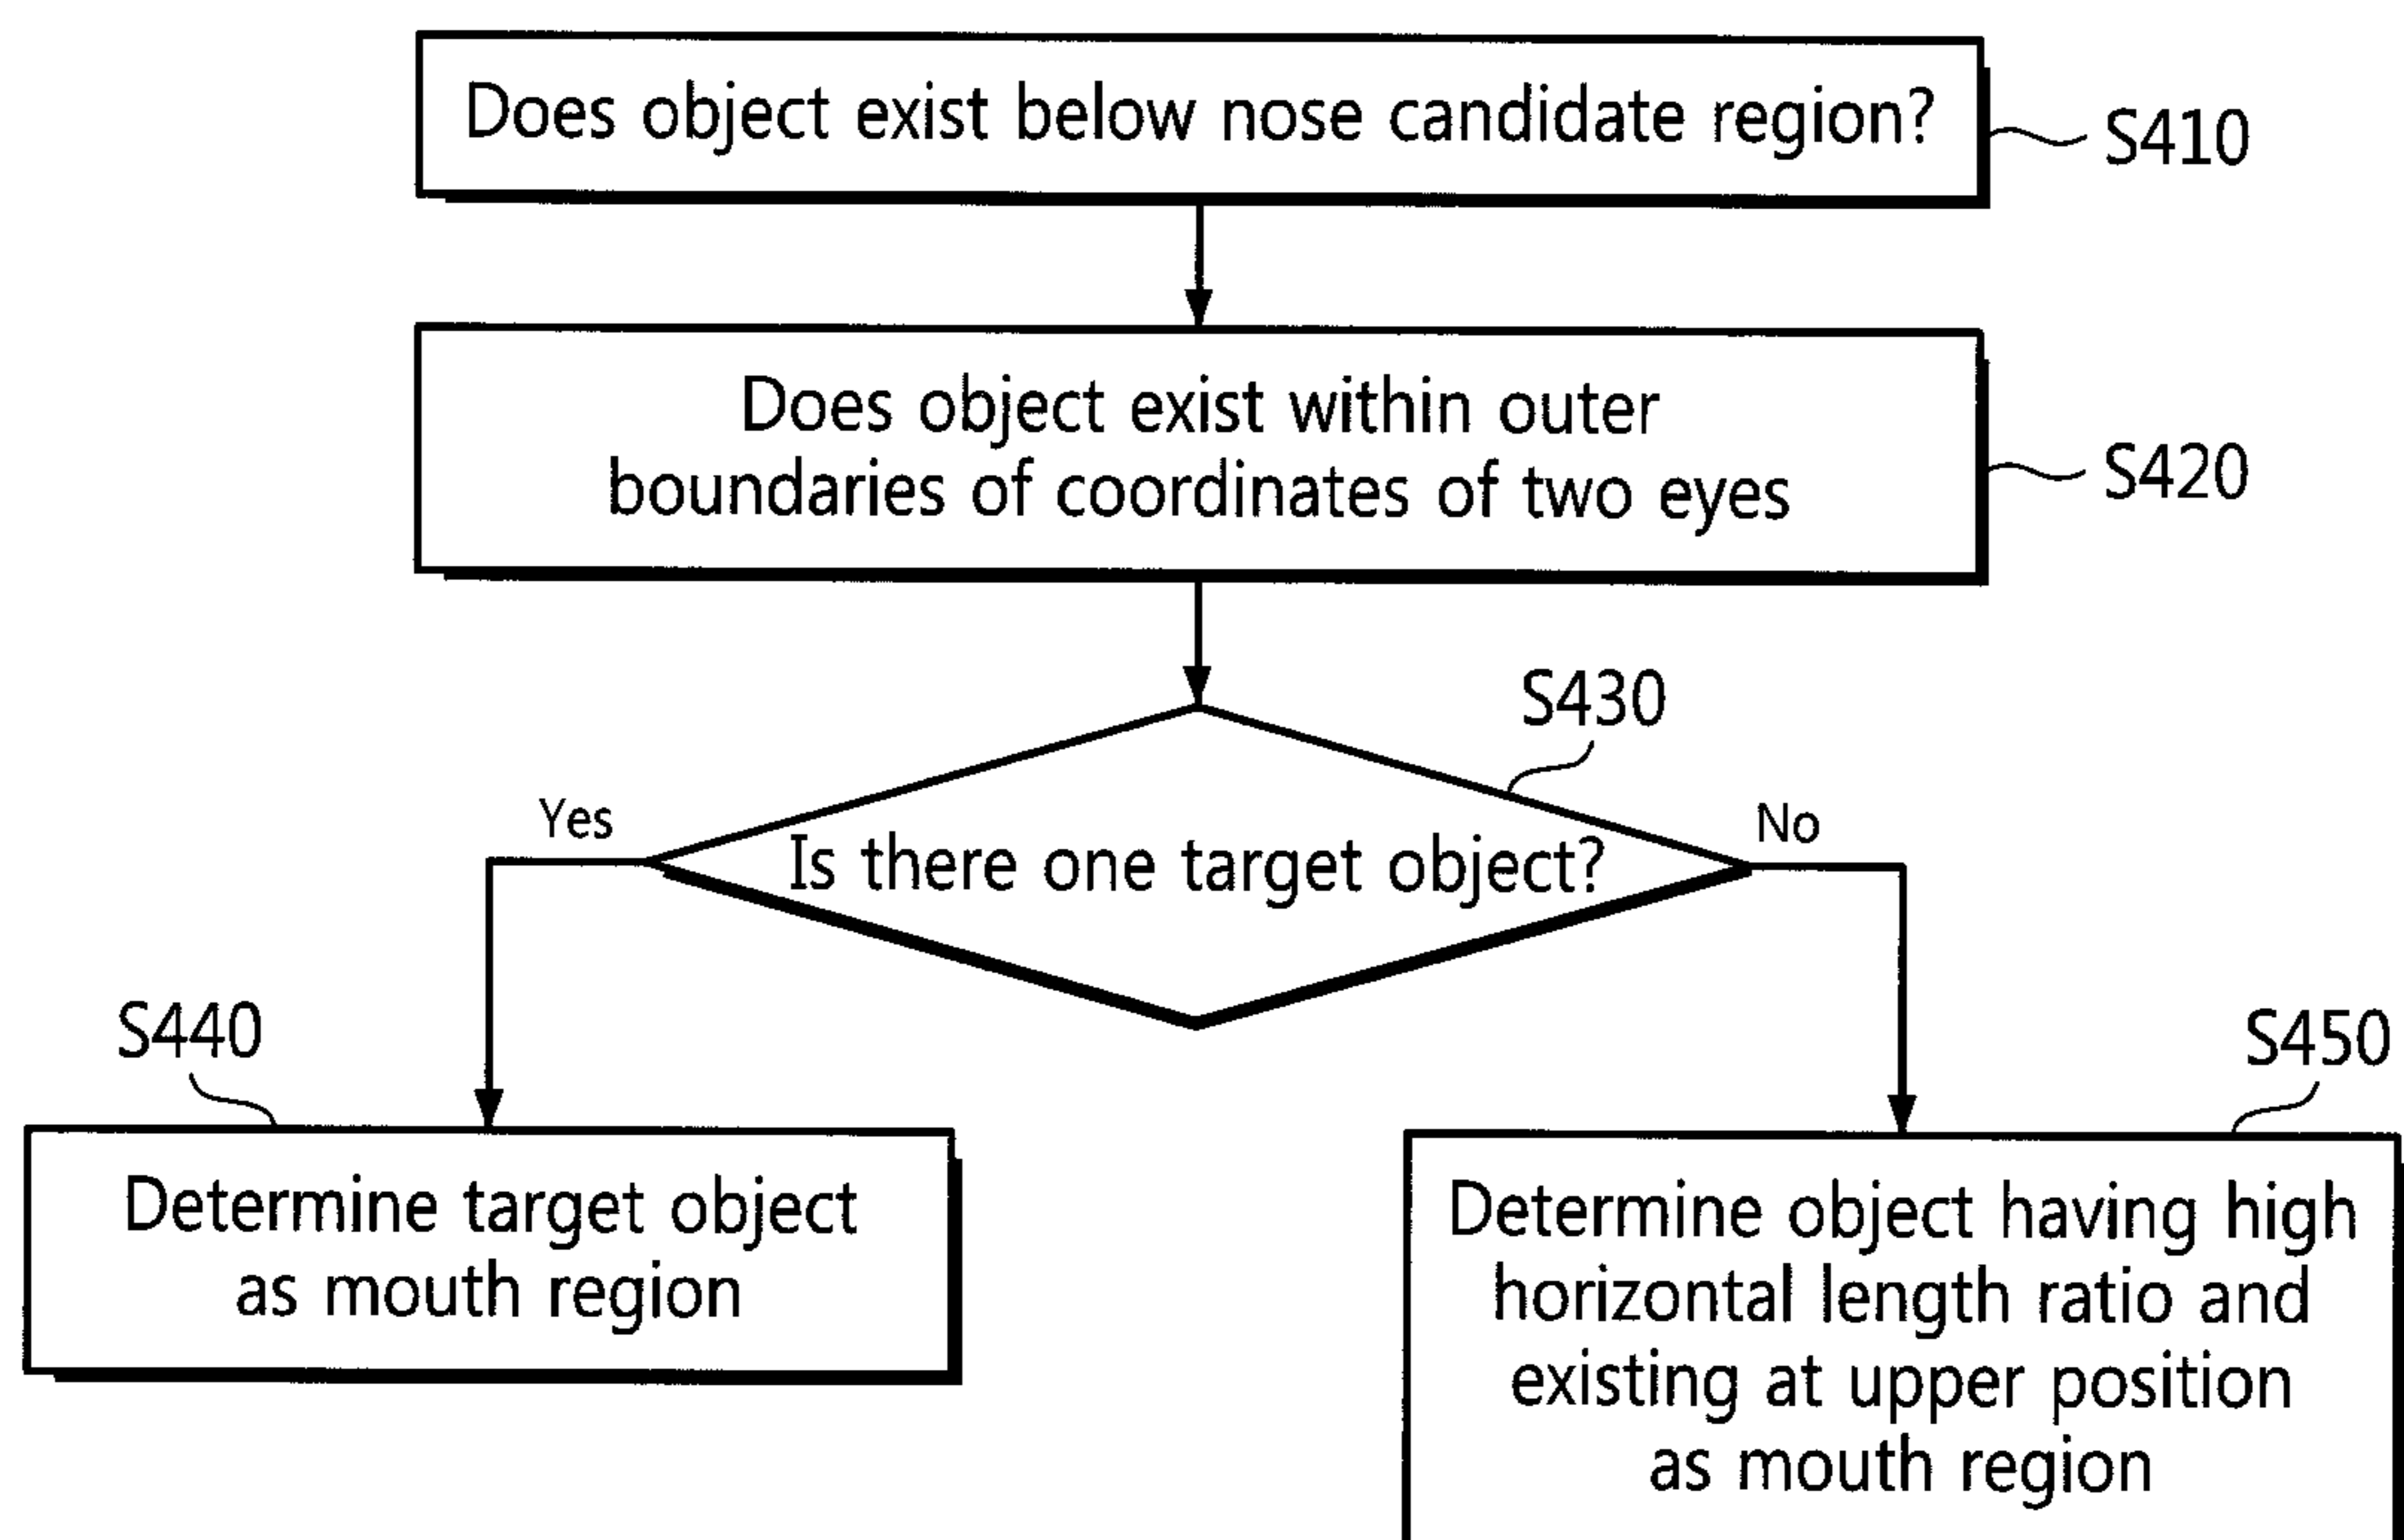 Does object exist below nose candidate region?
S410
Does object exist within outer
boundaries of coordinates of two eyes
S420
S430
Yes
Is there one target object?
No
S440
Determine target object
as mouth region
S450
Determine object having high
horizontal length ratio and
existing at upper position
as mouth region